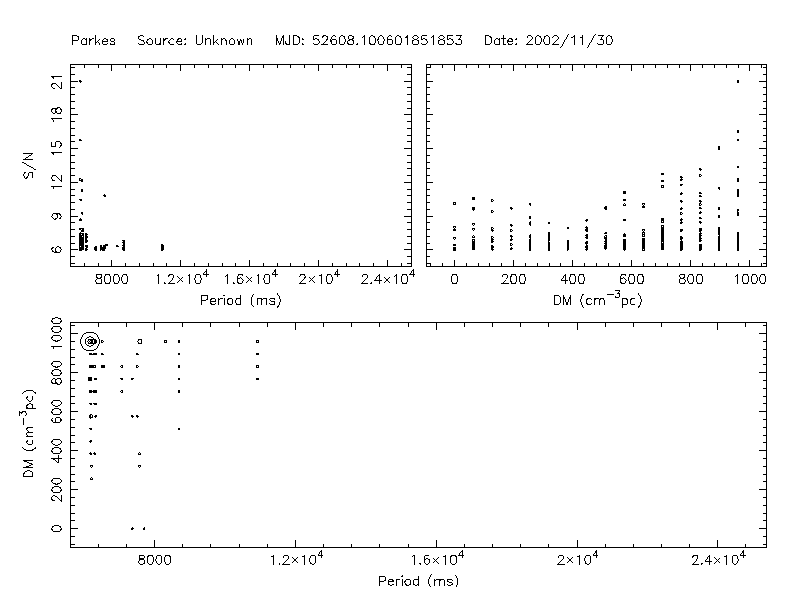 Parkes Source: Unknown MJD: 52608.100601851853 Date: 2002/11/30
S/N
21
18
15
12
9
6
8000 1.2×10⁴ 1.6×10⁴ 2×10⁴ 2.4×10⁴
Period (ms)
0 200 400 600 800 1000
DM (cm⁻³pc)
DM (cm⁻³pc)
1000
800
600
400
200
0
8000 1.2×10⁴ 1.6×10⁴ 2×10⁴ 2.4×10⁴
Period (ms)